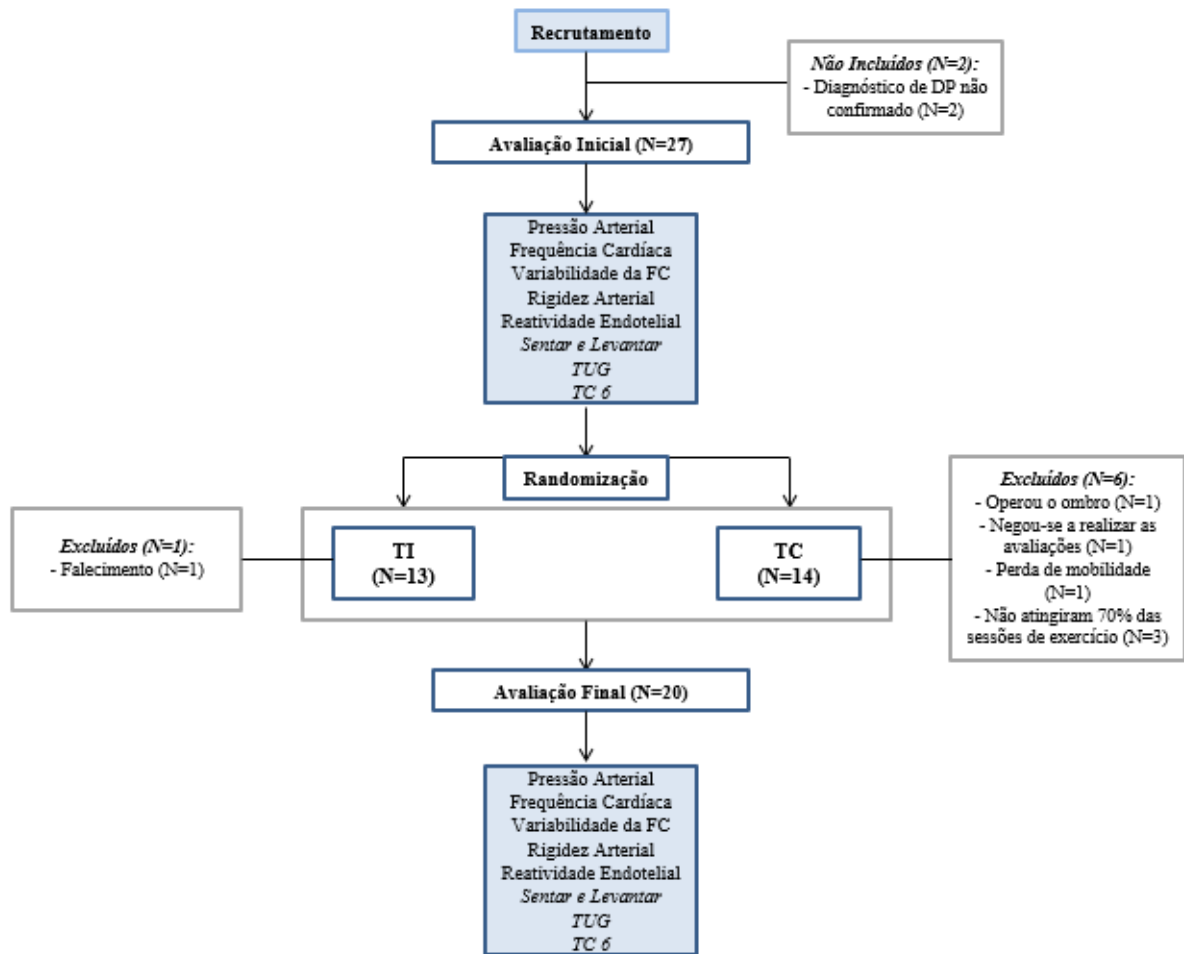 Recrutamento
Não Incluídos (N=2):
- Diagnóstico de DP não
confirmado (N=2)
Avaliação Inicial (N=27)
Pressão Arterial
Frequência Cardíaca
Variabilidade da FC
Rigidez Arterial
Reatividade Endotelial
Sentar e Levantar
TUG
TC 6
Randomização
Excluídos (N=1):
- Falecimento (N=1)
TI
(N=13)
TC
(N=14)
Excluídos (N=6):
- Operou o ombro (N=1)
- Negou-se a realizar as
avaliações (N=1)
- Perda de mobilidade
(N=1)
- Não atingiram 70% das
sessões de exercício (N=3)
Avaliação Final (N=20)
Pressão Arterial
Frequência Cardíaca
Variabilidade da FC
Rigidez Arterial
Reatividade Endotelial
Sentar e Levantar
TUG
TC 6